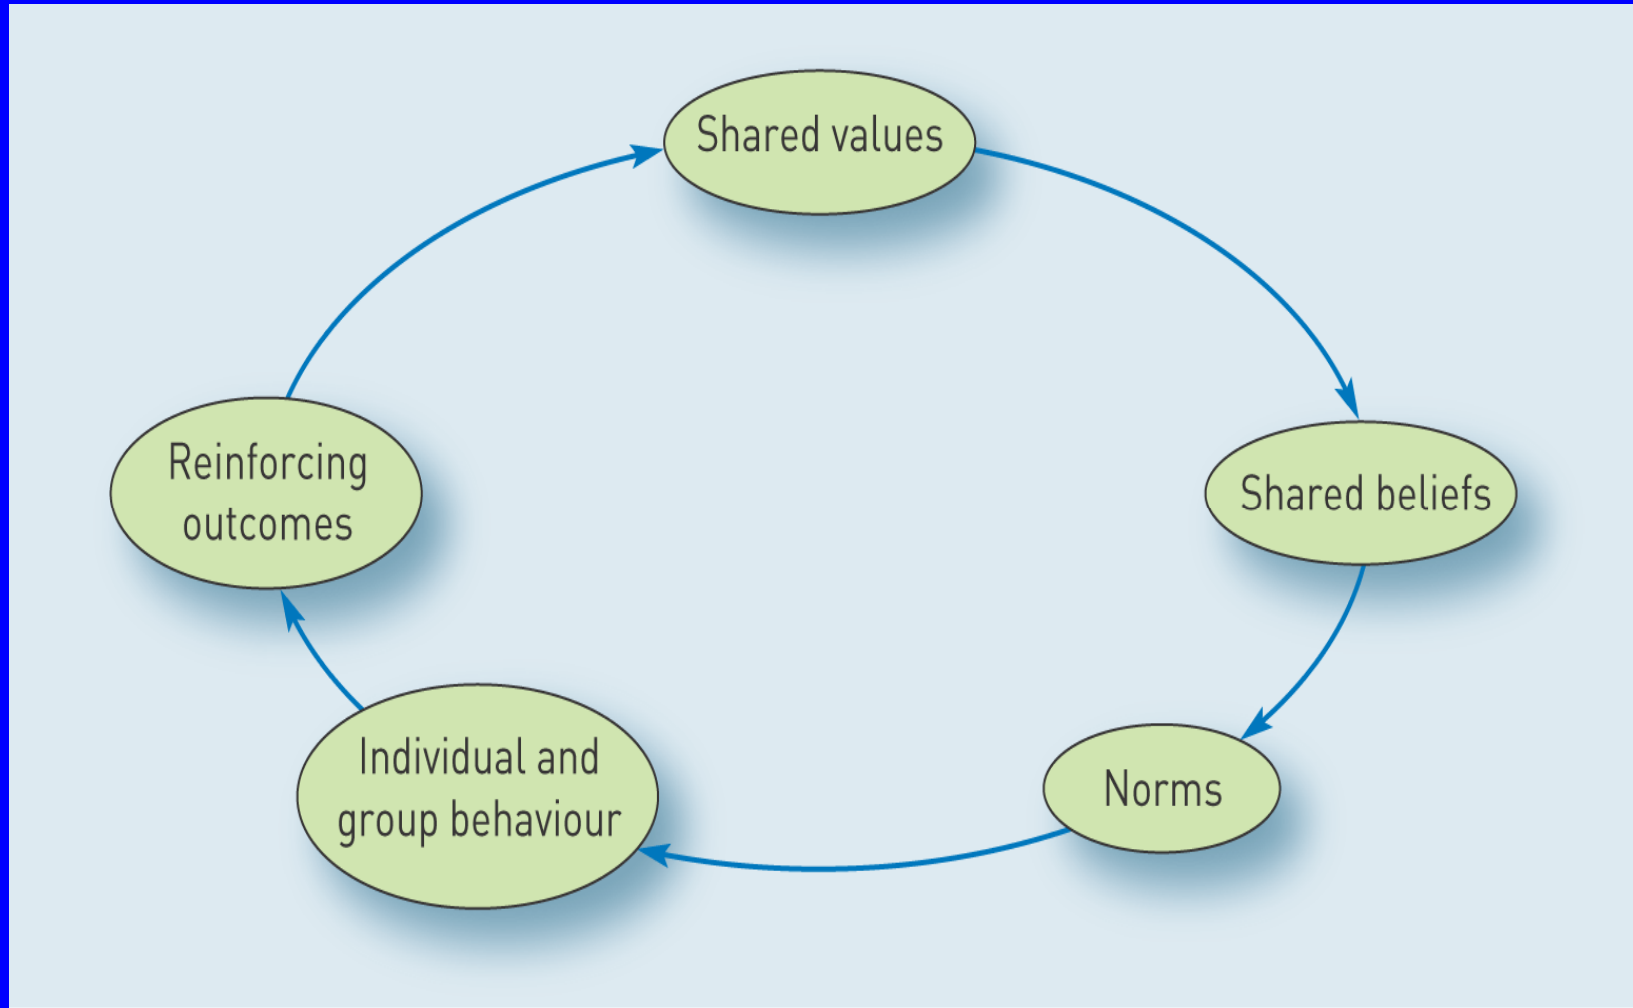 Shared values
Shared beliefs
Norms
Individual and
group behaviour
Reinforcing
outcomes